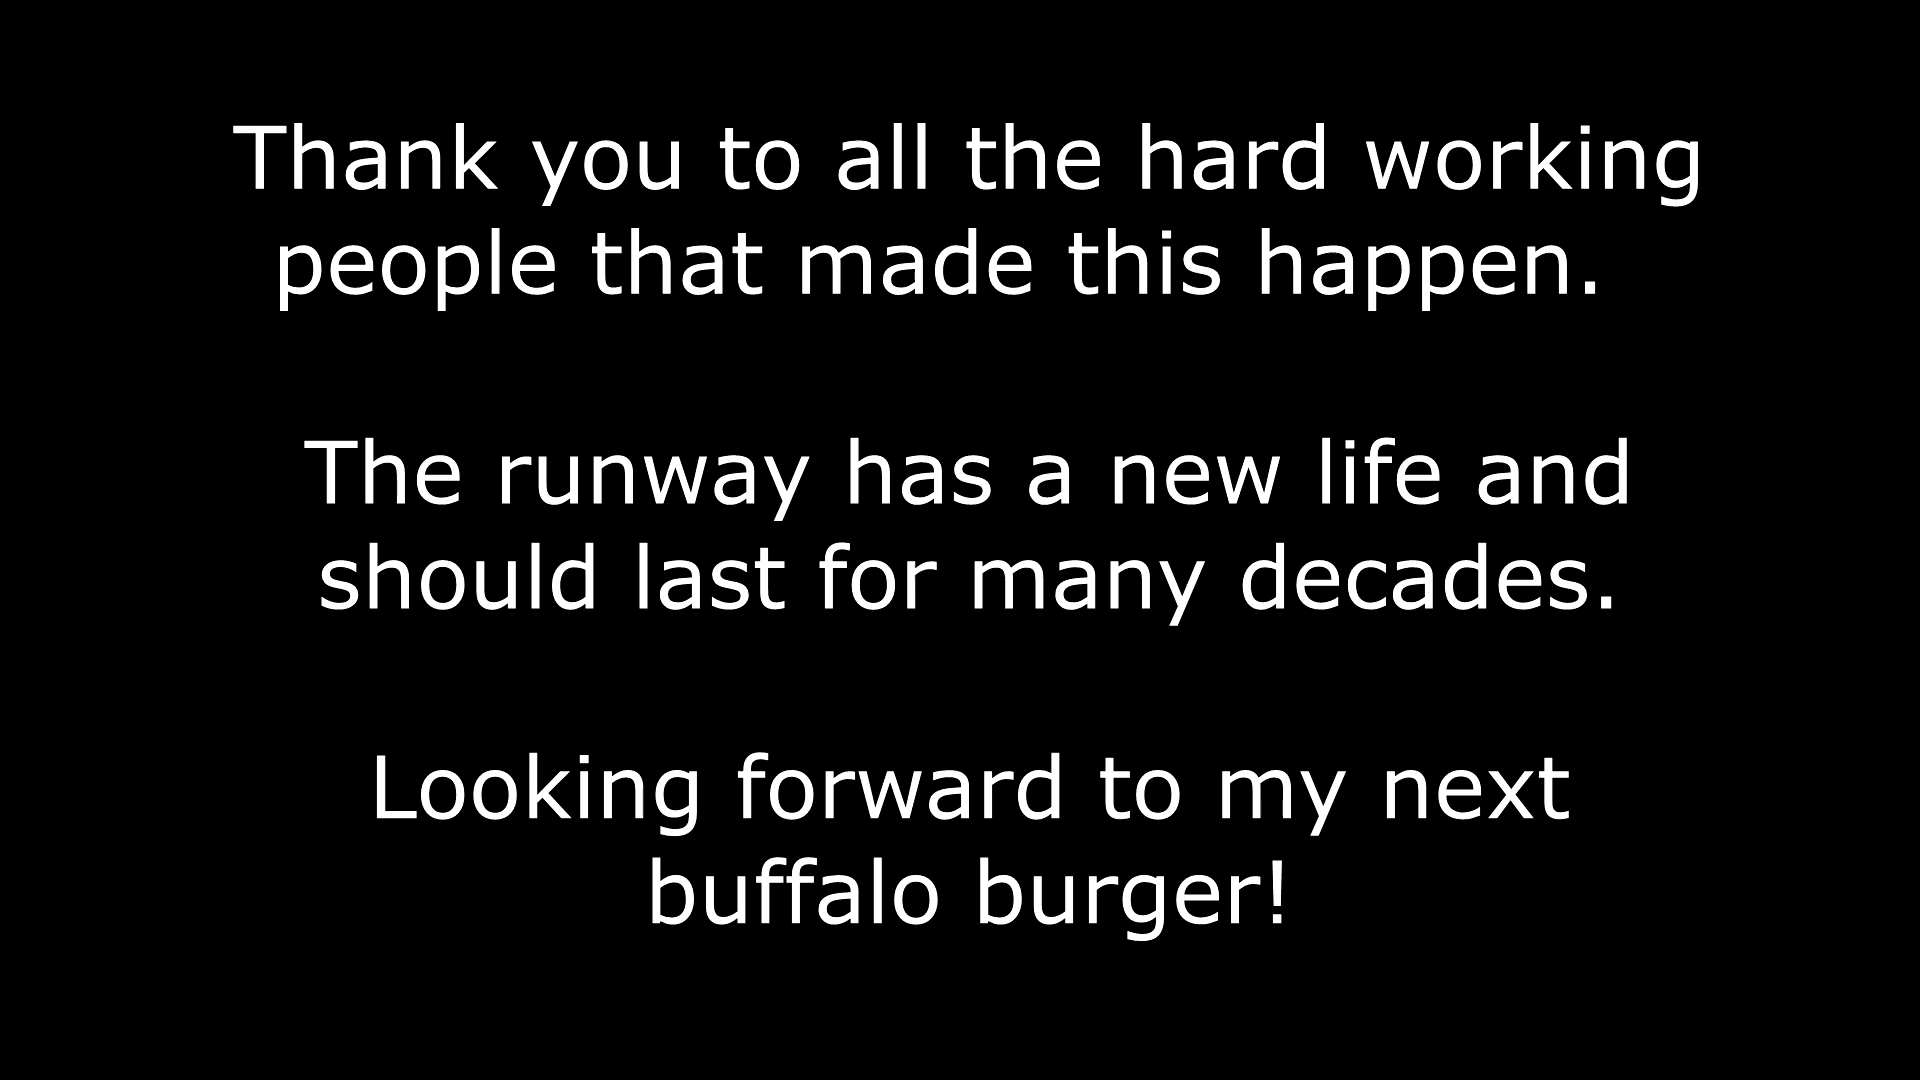 Thank you to all the hard working
people that made this happen.
The runway has a new life and
should last for many decades.
Looking forward to my next
buffalo burger!